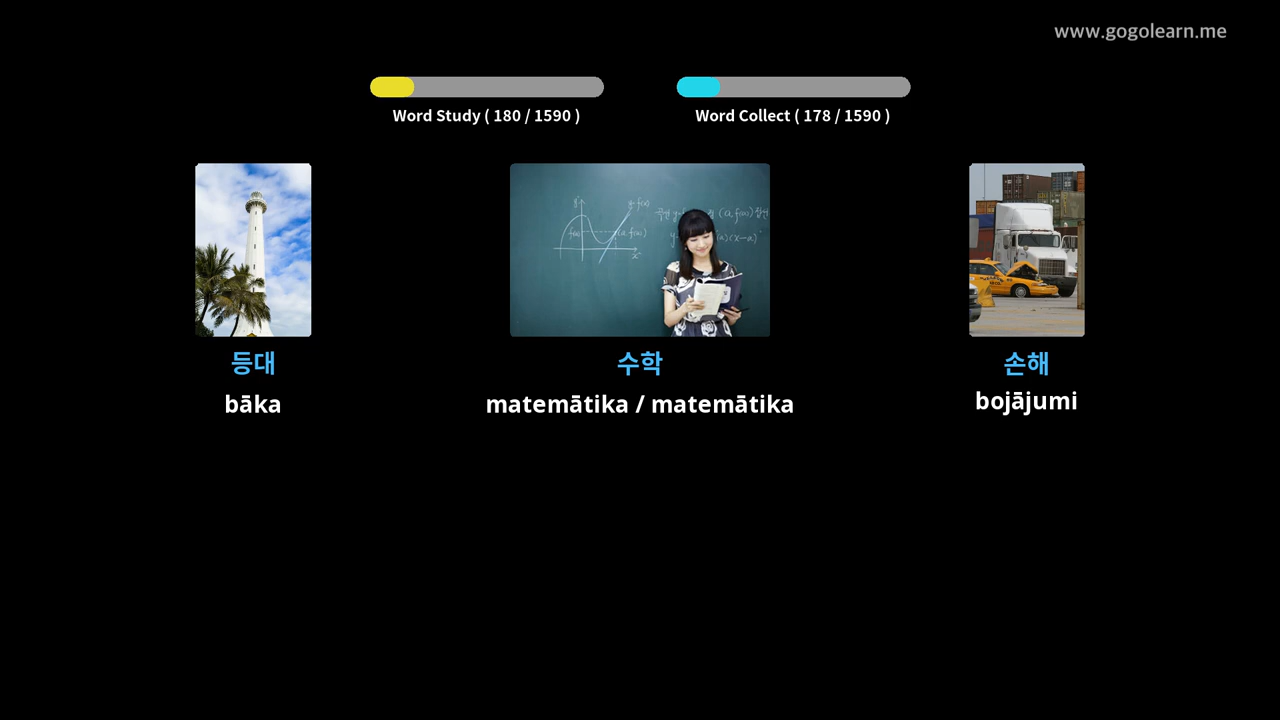 www.gogolearn.me
Word Study ( 180 / 1590 )
Word Collect ( 178 / 1590 )
등대
수학
손해
bāka
matemātika / matemātika
bojājumi